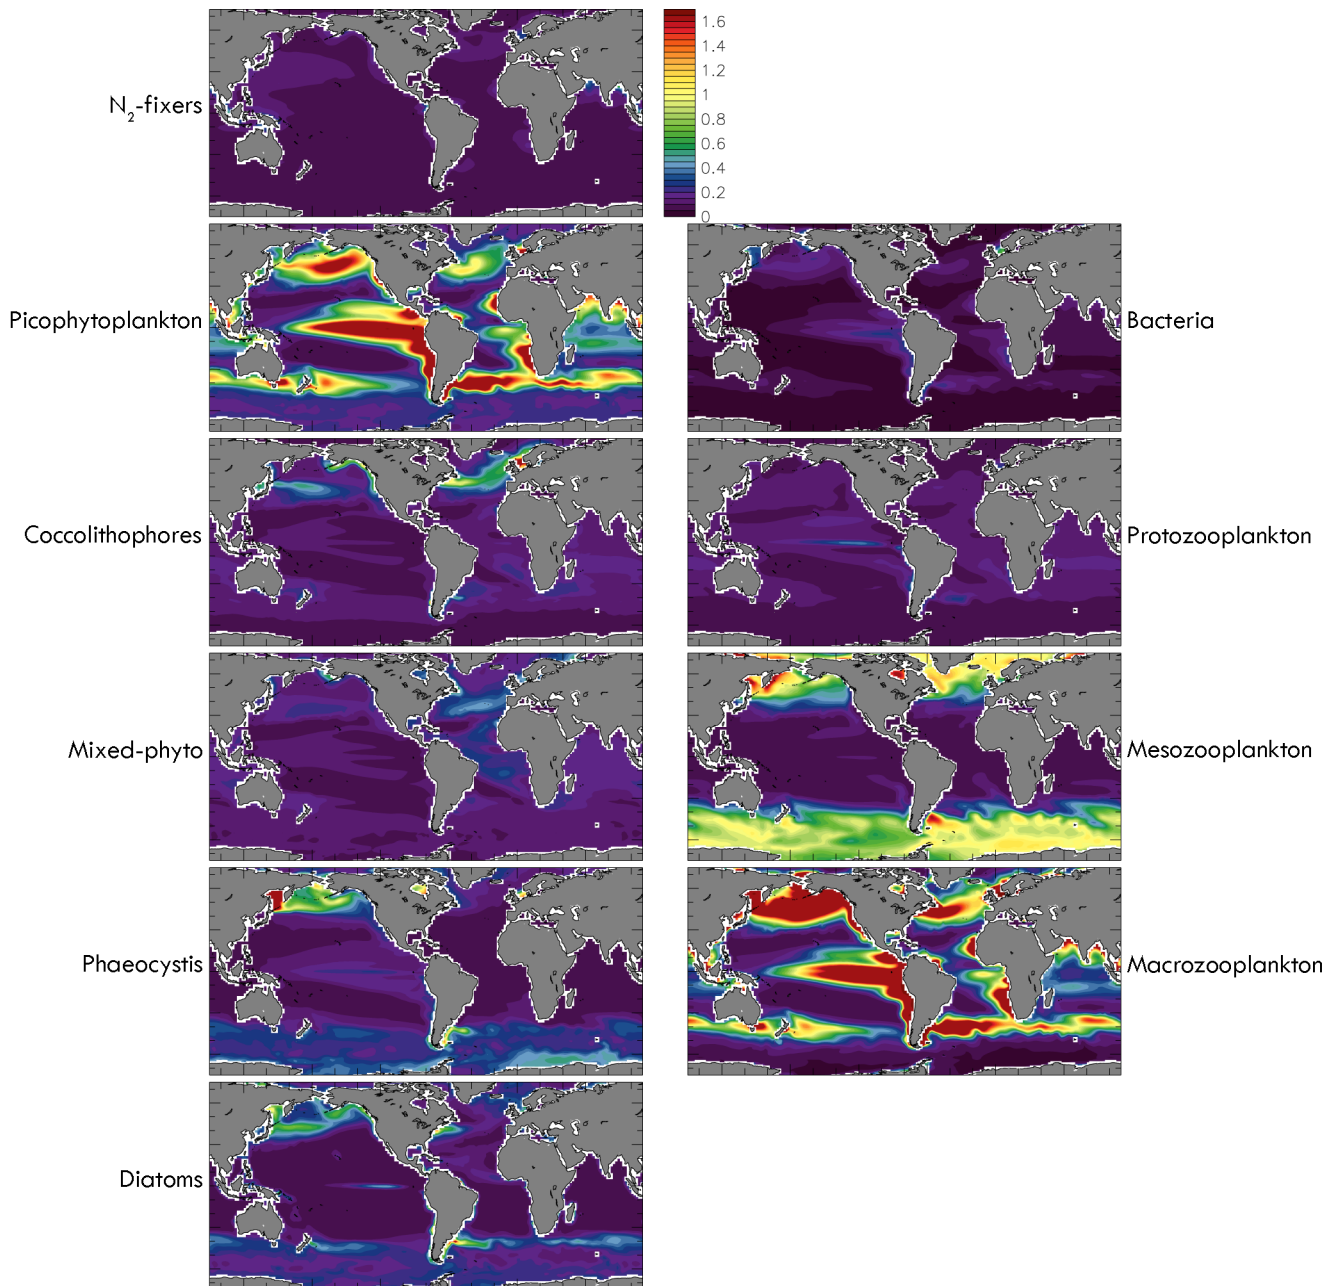 N₂-fixers
1.6
1.4
1.2
1
0.8
0.6
0.4
0.2
0
Picophytoplankton
Bacteria
Coccolithophores
Protozooplankton
Mixed-phyto
Mesozooplankton
Phaeocystis
Macrozooplankton
Diatoms